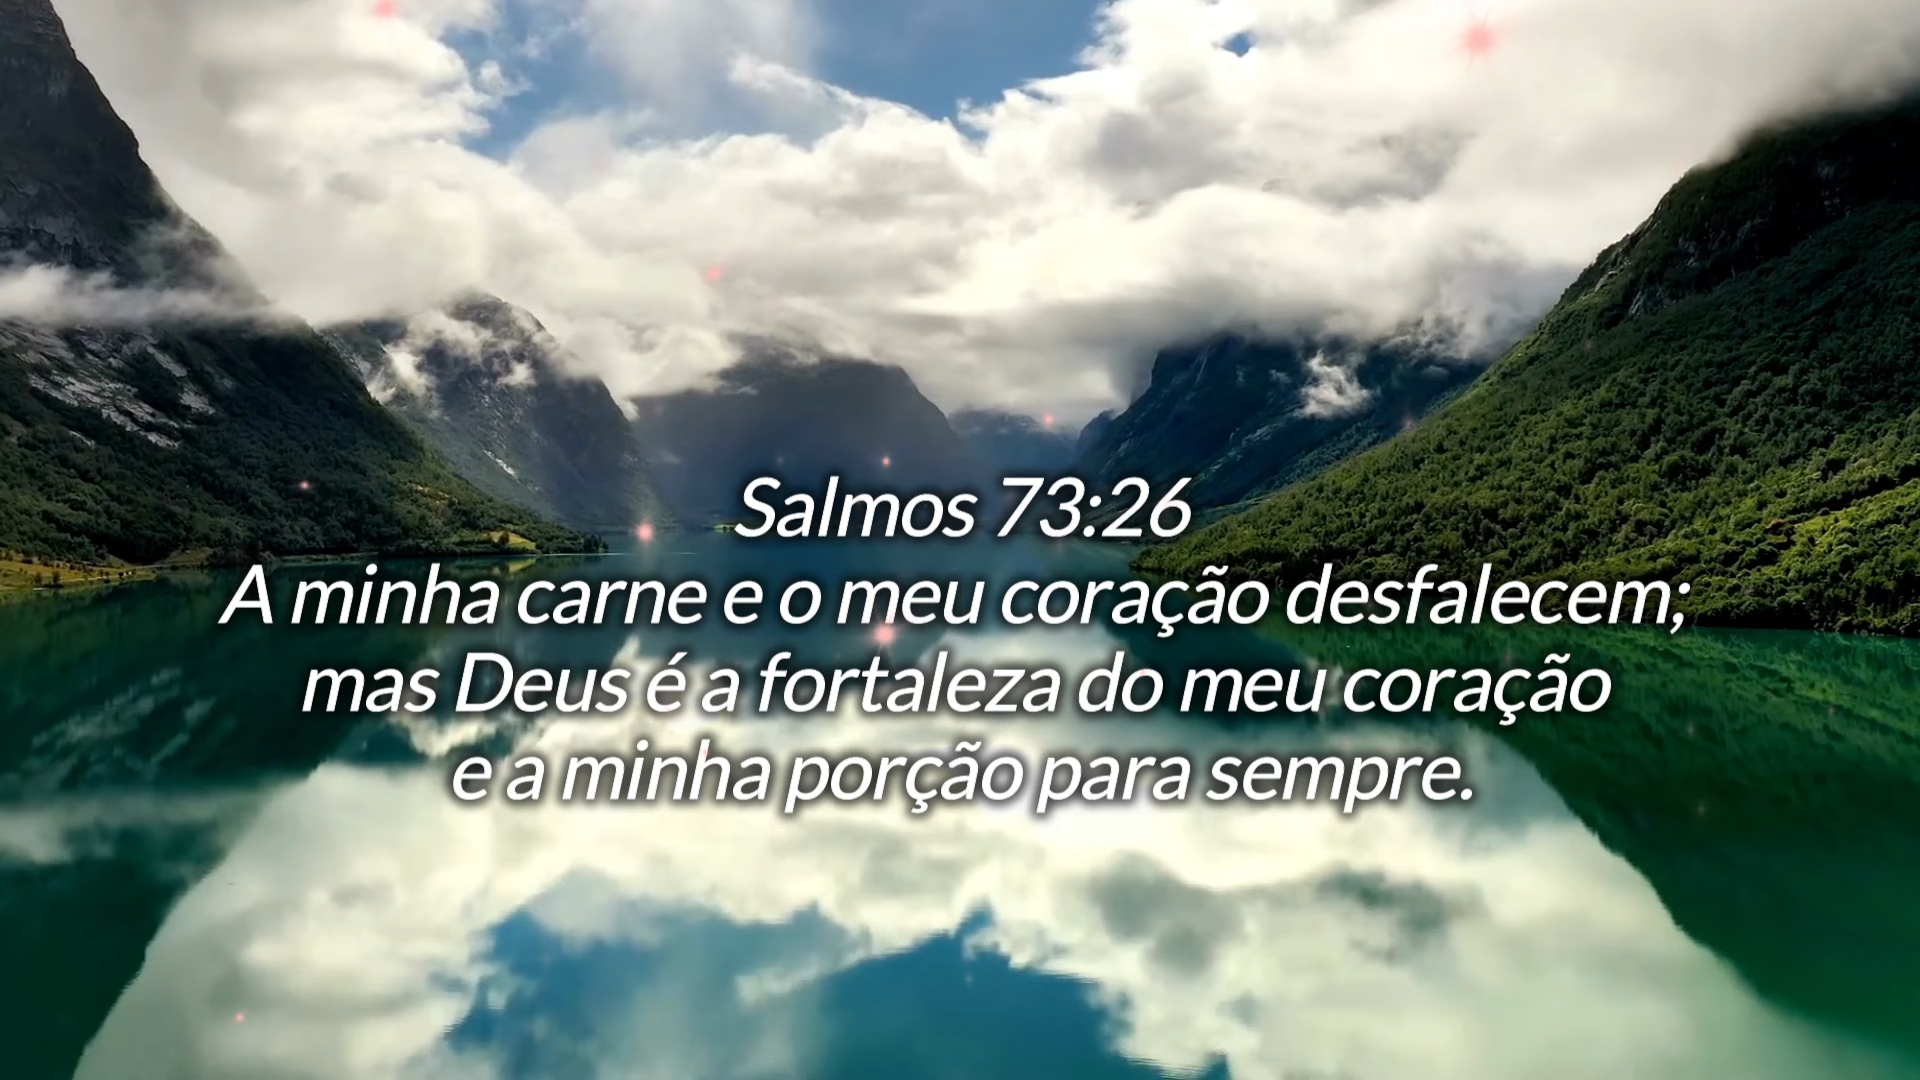 Salmos 73:26
A minha carne e o meu coração desfalecem;
mas Deus é a fortaleza do meu coração
e a minha porção para sempre.